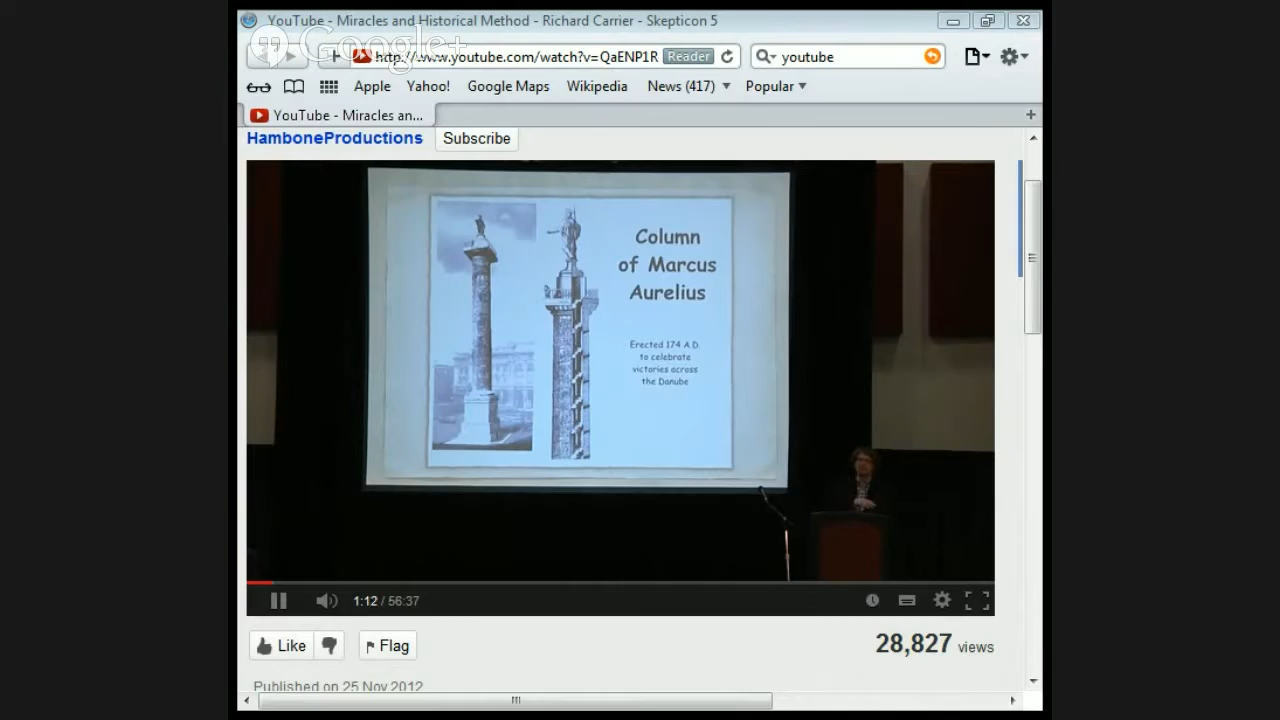 YouTube - Miracles and Historical Method - Richard Carrier - Skepticon 5
Google+
http://www.youtube.com/watch?v=QaENP1R
Reader
youtube
Apple
Yahoo!
Google Maps
Wikipedia
News (417)
Popular
YouTube - Miracles an...
HamboneProductions
Subscribe
Column
of Marcus
Aurelius
Erected 174 A.D.
to celebrate
victories across
the Danube
1:12 / 56:37
Like
Flag
28,827 views
Published on 25 Nov 2012